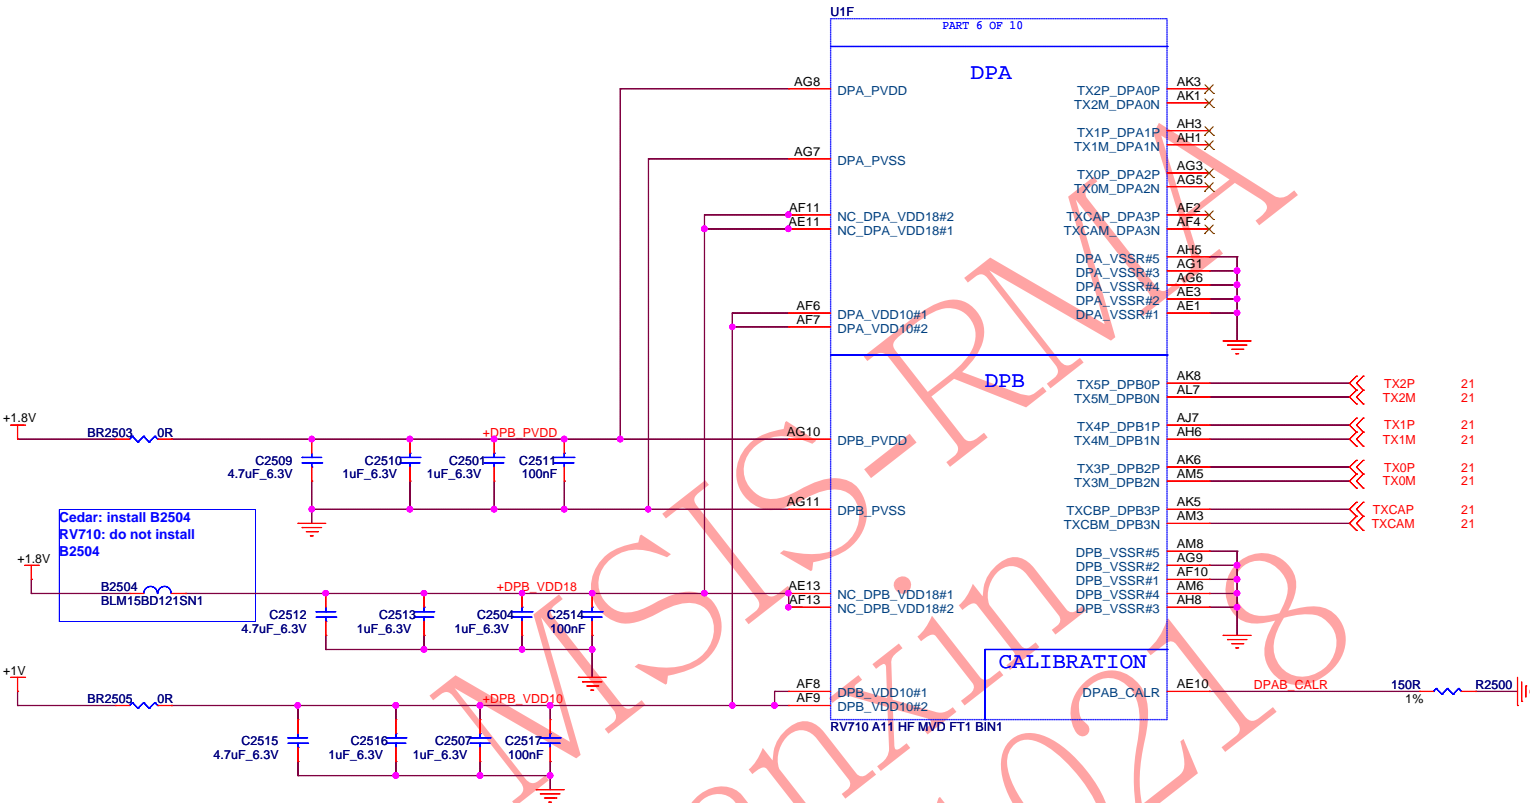 U1F
PART 6 OF 10
DPA
AG8
DPA_PVDD
AG7
DPA_PVSS
AF11
NC_DPA_VDD18#2
AE11
NC_DPA_VDD18#1
AF6
DPA_VDD10#1
AF7
DPA_VDD10#2
TX2P_DPA0P
AK3
TX2M_DPA0N
AK1
TX1P_DPA1P
AH3
TX1M_DPA1N
AH1
TX0P_DPA2P
AG3
TX0M_DPA2N
AG5
TXCAP_DPA3P
AF2
TXCAM_DPA3N
AF4
DPA_VSSR#5
AH5
DPA_VSSR#3
AG1
DPA_VSSR#4
AG6
DPA_VSSR#2
AE3
DPA_VSSR#1
AE1
DPB
TX5P_DPB0P
AK8
TX2P 21
TX5M_DPB0N
AL7
TX2M 21
TX4P_DPB1P
AJ7
TX1P 21
TX4M_DPB1N
AH6
TX1M 21
TX3P_DPB2P
AK6
TX0P 21
TX3M_DPB2N
AM5
TX0M 21
TXCBP_DPB3P
AK5
TXCAP 21
TXCBM_DPB3N
AM3
TXCAM 21
DPB_VSSR#5
AM8
DPB_VSSR#2
AG9
DPB_VSSR#1
AF10
DPB_VSSR#4
AM6
DPB_VSSR#3
AH8
+1.8V
BR2503
0R
+DPB_PVDD
AG10
DPB_PVDD
C2509
4.7uF_6.3V
C2510
1uF_6.3V
C2501
1uF_6.3V
C2511
100nF
AG11
DPB_PVSS
Cedar: install B2504
RV710: do not install
B2504
+1.8V
B2504
BLM15BD121SN1
+DPB_VDD18
AE13
NC_DPB_VDD18#1
AF13
NC_DPB_VDD18#2
C2512
4.7uF_6.3V
C2513
1uF_6.3V
C2504
1uF_6.3V
C2514
100nF
+1V
BR2505
0R
+DPB_VDD10
AF8
DPB_VDD10#1
AF9
DPB_VDD10#2
C2515
4.7uF_6.3V
C2516
1uF_6.3V
C2507
1uF_6.3V
C2517
100nF
CALIBRATION
DPAB_CALR
AE10
DPAB_CALR
150R
1%
R2500
RV710 A11 HF MVD FT1 BIN1
MSIS-RMA